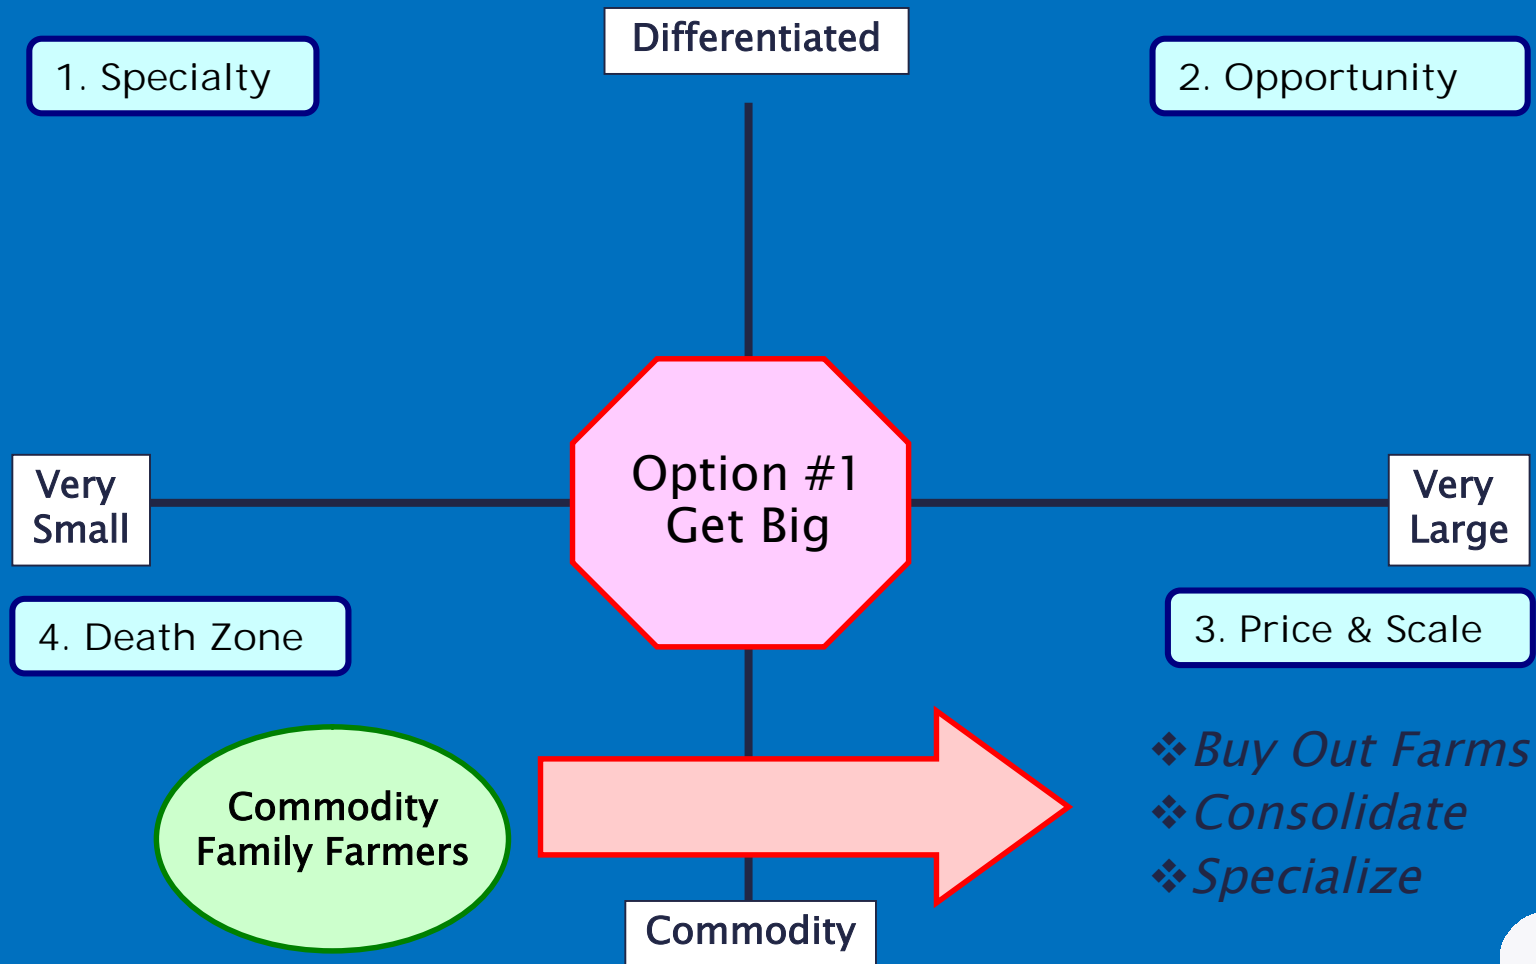 Differentiated
1. Specialty
2. Opportunity
Option #1
Get Big
Very
Small
Very
Large
4. Death Zone
3. Price & Scale
Commodity
Family Farmers
❖Buy Out Farms
❖Consolidate
❖Specialize
Commodity